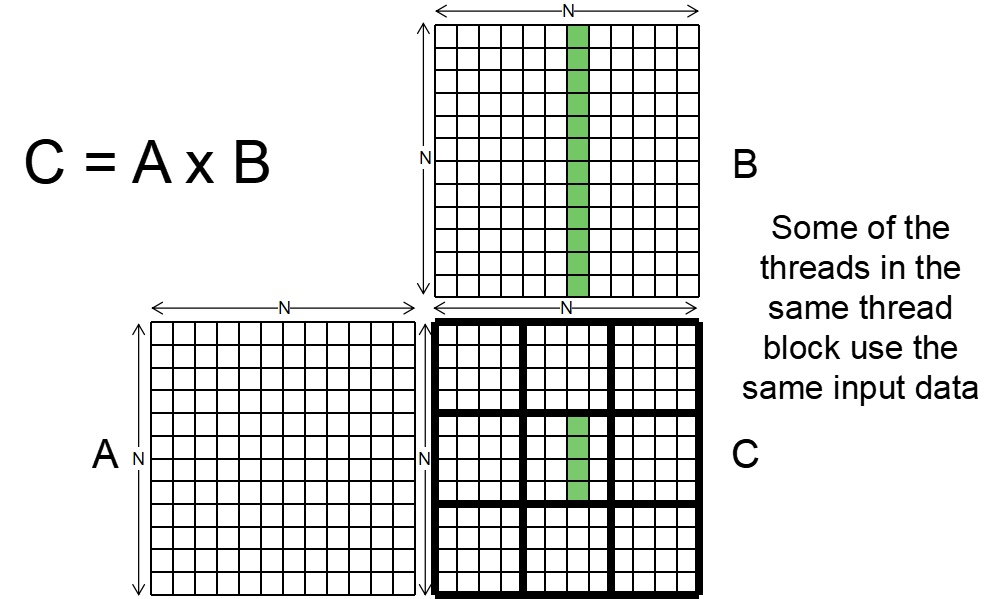 N
N
C = A x B
B
Some of the
threads in the
same thread
block use the
same input data
N
N
A
N
N
C